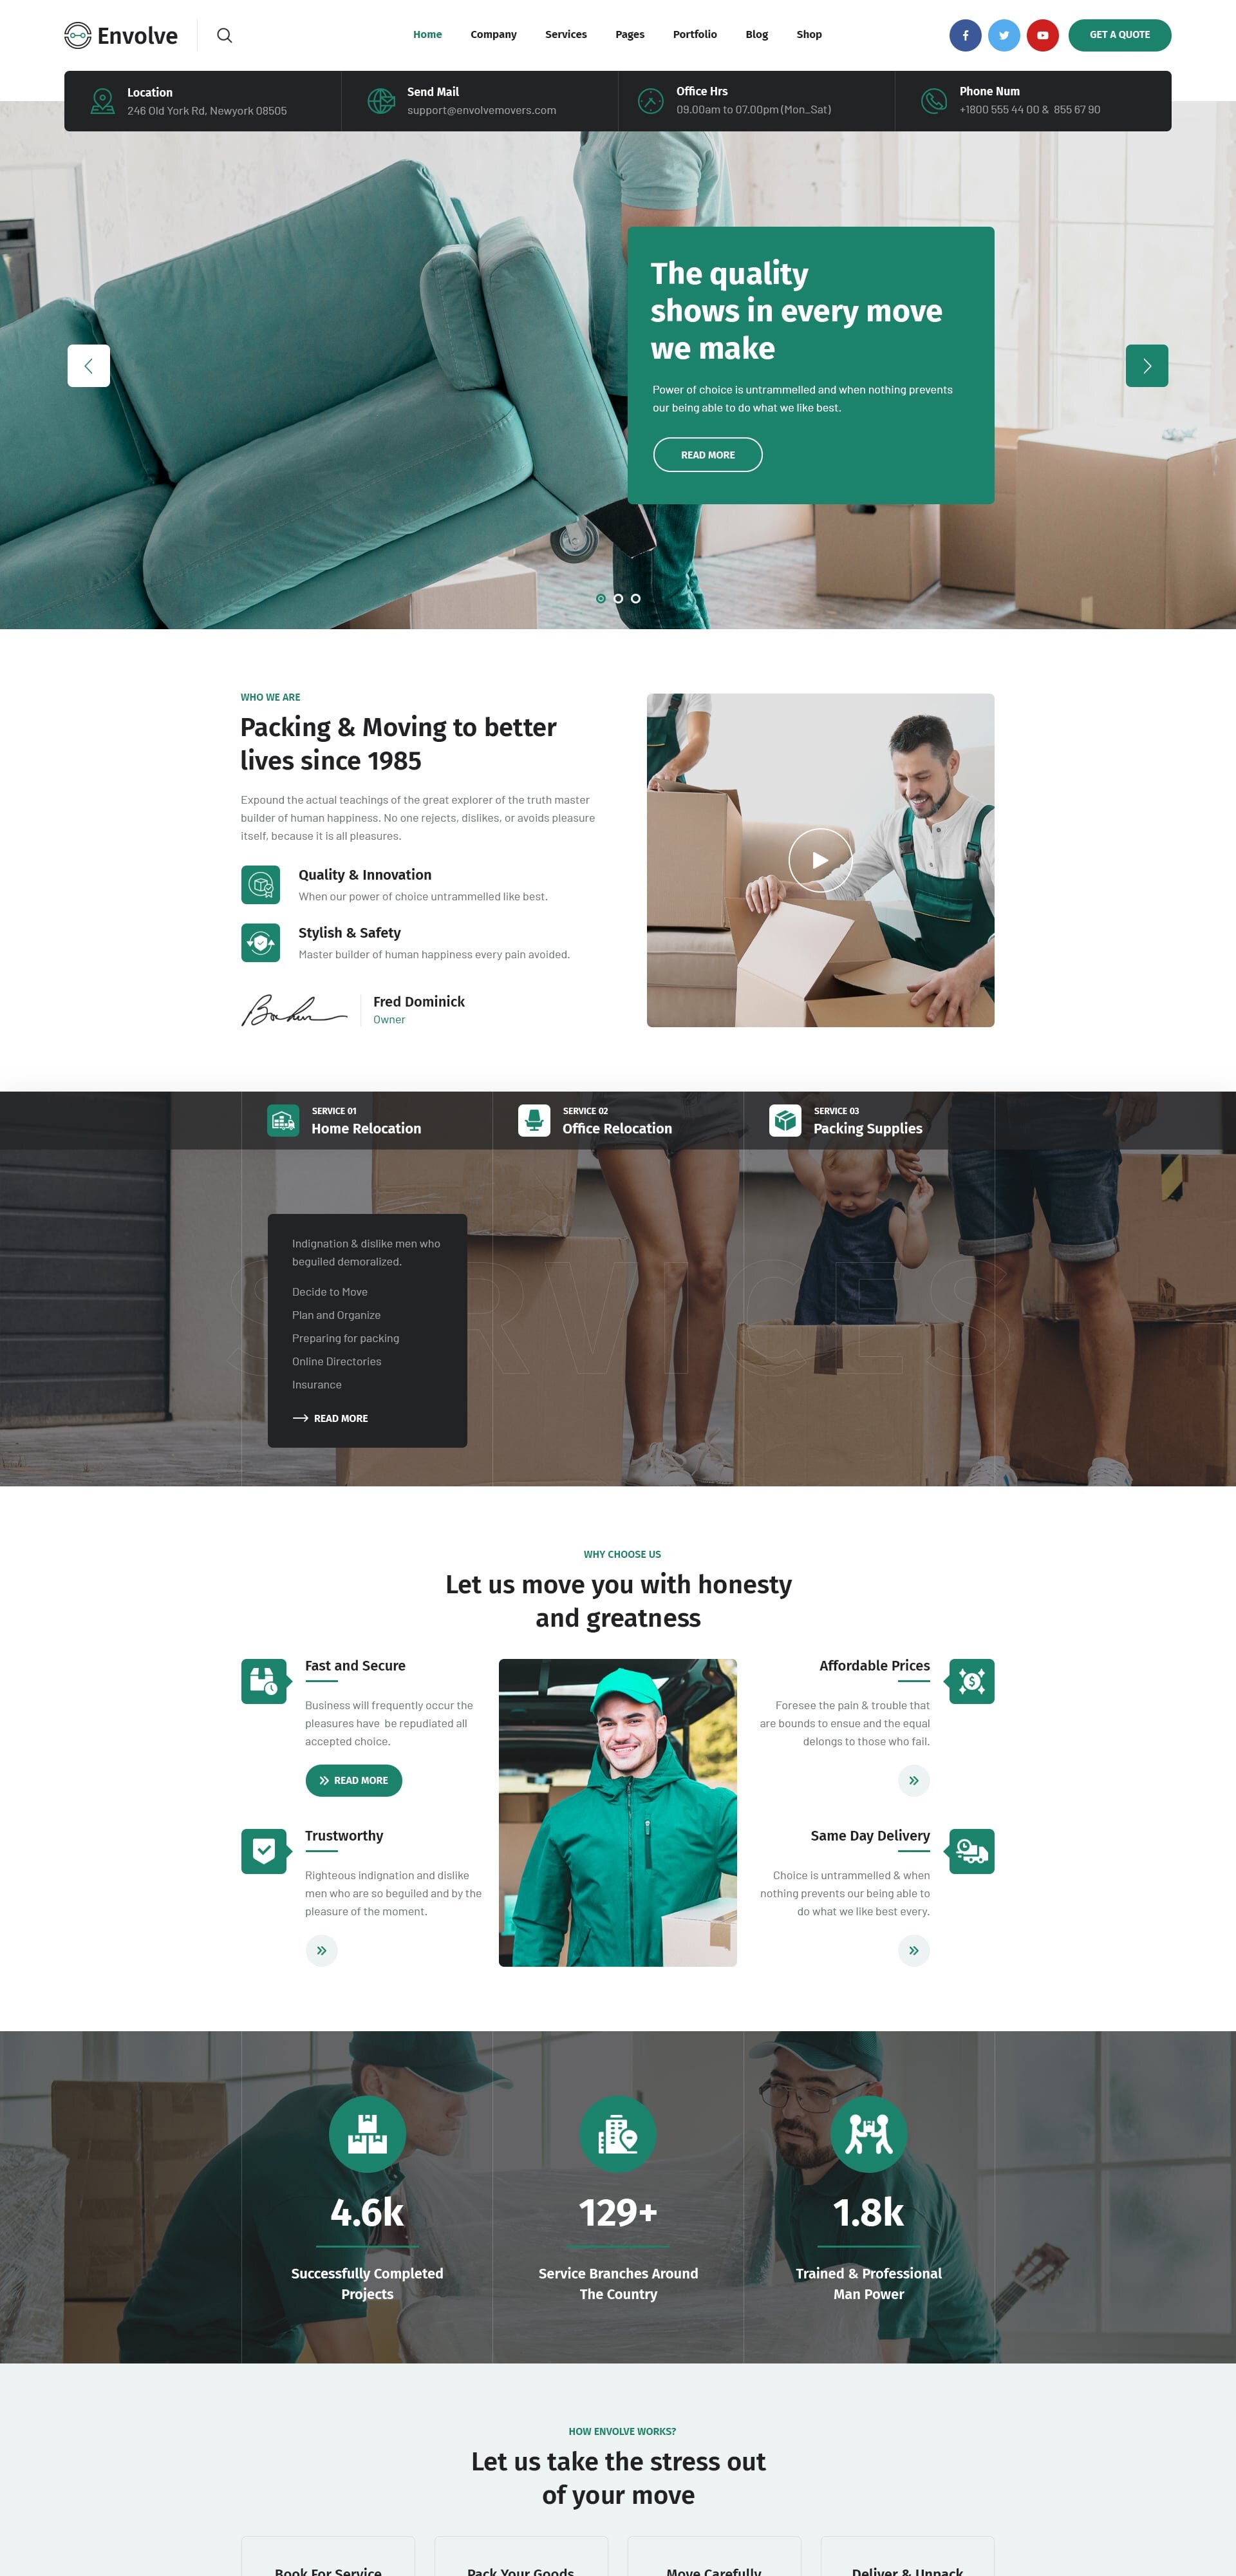 Envolve
Home
Company
Services
Pages
Portfolio
Blog
Shop
GET A QUOTE
Location
246 Old York Rd, Newyork 08505
Send Mail
support@envolvemovers.com
Office Hrs
09.00am to 07.00pm (Mon_Sat)
Phone Num
+1800 555 44 00 & 855 67 90
The quality
shows in every move
we make
Power of choice is untrammelled and when nothing prevents
our being able to do what we like best.
READ MORE
WHO WE ARE
Packing & Moving to better
lives since 1985
Expound the actual teachings of the great explorer of the truth master
builder of human happiness. No one rejects, dislikes, or avoids pleasure
itself, because it is all pleasures.
Quality & Innovation
When our power of choice untrammelled like best.
Stylish & Safety
Master builder of human happiness every pain avoided.
Fred Dominick
Owner
SERVICE 01
Home Relocation
SERVICE 02
Office Relocation
SERVICE 03
Packing Supplies
SERVICES
Indignation & dislike men who
beguiled demoralized.
Decide to Move
Plan and Organize
Preparing for packing
Online Directories
Insurance
READ MORE
WHY CHOOSE US
Let us move you with honesty
and greatness
Fast and Secure
Business will frequently occur the
pleasures have be repudiated all
accepted choice.
READ MORE
Trustworthy
Righteous indignation and dislike
men who are so beguiled and by the
pleasure of the moment.
Affordable Prices
Foresee the pain & trouble that
are bounds to ensue and the equal
delongs to those who fail.
Same Day Delivery
Choice is untrammelled & when
nothing prevents our being able to
do what we like best every.
4.6k
Successfully Completed
Projects
129+
Service Branches Around
The Country
1.8k
Trained & Professional
Man Power
HOW ENVOLVE WORKS?
Let us take the stress out
of your move
Book For Service
Pack Your Goods
Move Carefully
Deliver & Unpack